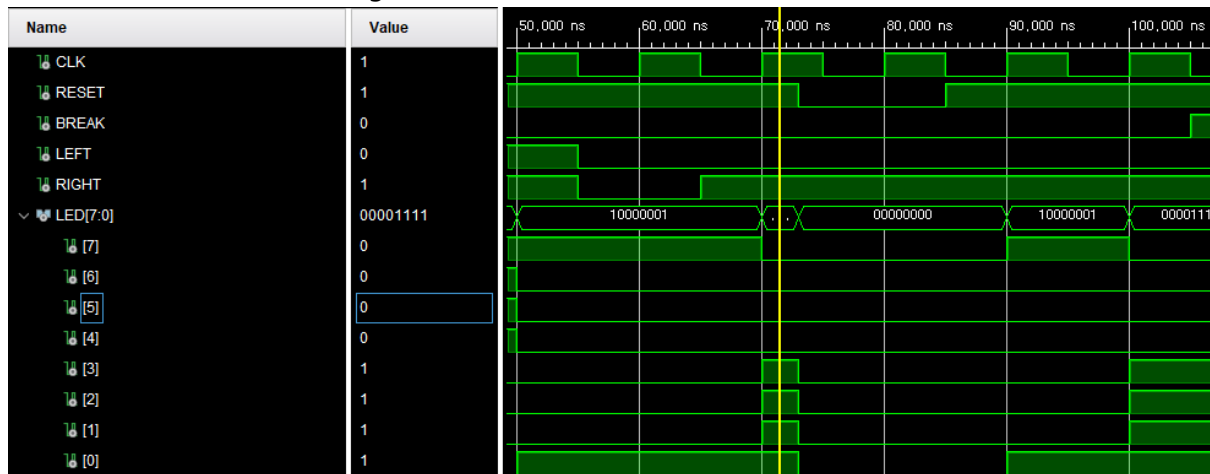 Name Value 50,000 ns 60,000 ns 70,000 ns 80,000 ns 90,000 ns 100,000 ns
CLK 1
RESET 1
BREAK 0
LEFT 0
RIGHT 1
LED[7:0] 00001111 10000001 ... 00000000 10000001 0000111
[7] 0
[6] 0
[5] 0
[4] 0
[3] 1
[2] 1
[1] 1
[0] 1